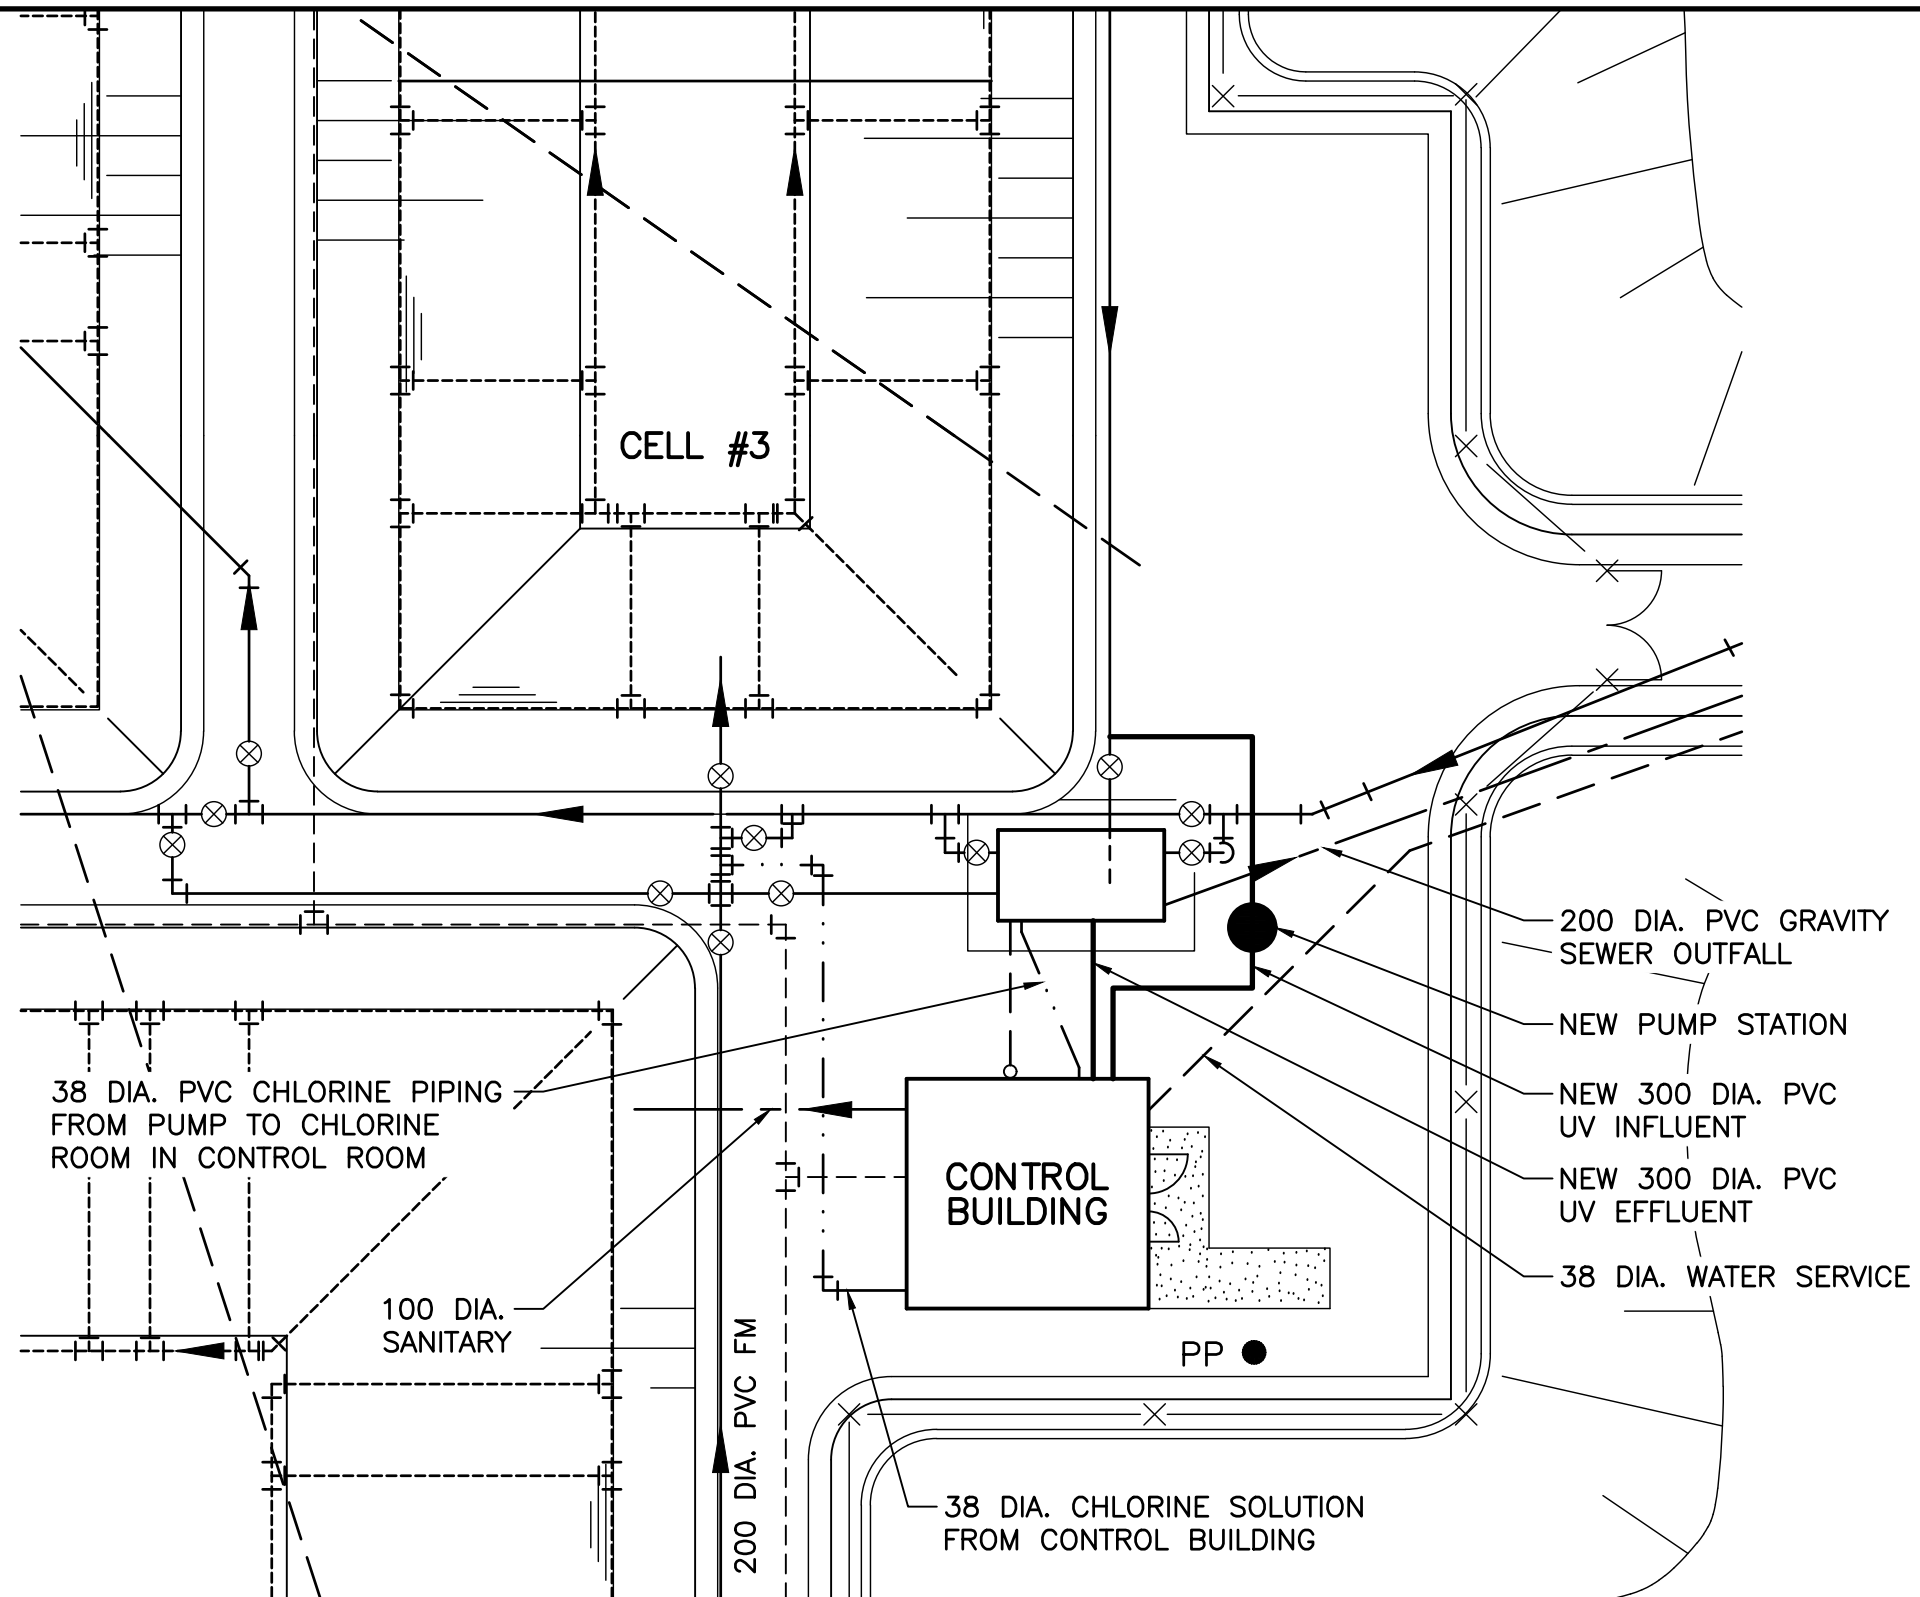 CELL #3
200 DIA. PVC GRAVITY
SEWER OUTFALL
NEW PUMP STATION
38 DIA. PVC CHLORINE PIPING
FROM PUMP TO CHLORINE
ROOM IN CONTROL ROOM
NEW 300 DIA. PVC
UV INFLUENT
CONTROL
BUILDING
NEW 300 DIA. PVC
UV EFFLUENT
38 DIA. WATER SERVICE
100 DIA.
SANITARY
200 DIA. PVC FM
PP
38 DIA. CHLORINE SOLUTION
FROM CONTROL BUILDING